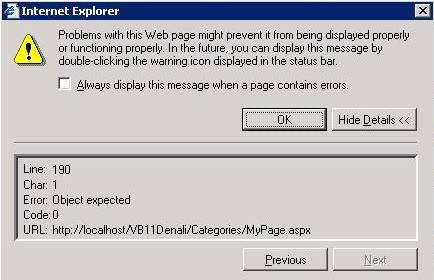 Internet Explorer
Problems with this Web page might prevent it from being displayed properly
or functioning properly. In the future, you can display this message by
double-clicking the warning icon displayed in the status bar.
Always display this message when a page contains errors.
OK
Hide Details <<
Line: 190
Char: 1
Error: Object expected
Code:0
URL: http://localhost/VB11Denali/Categories/MyPage.aspx
Previous
Next